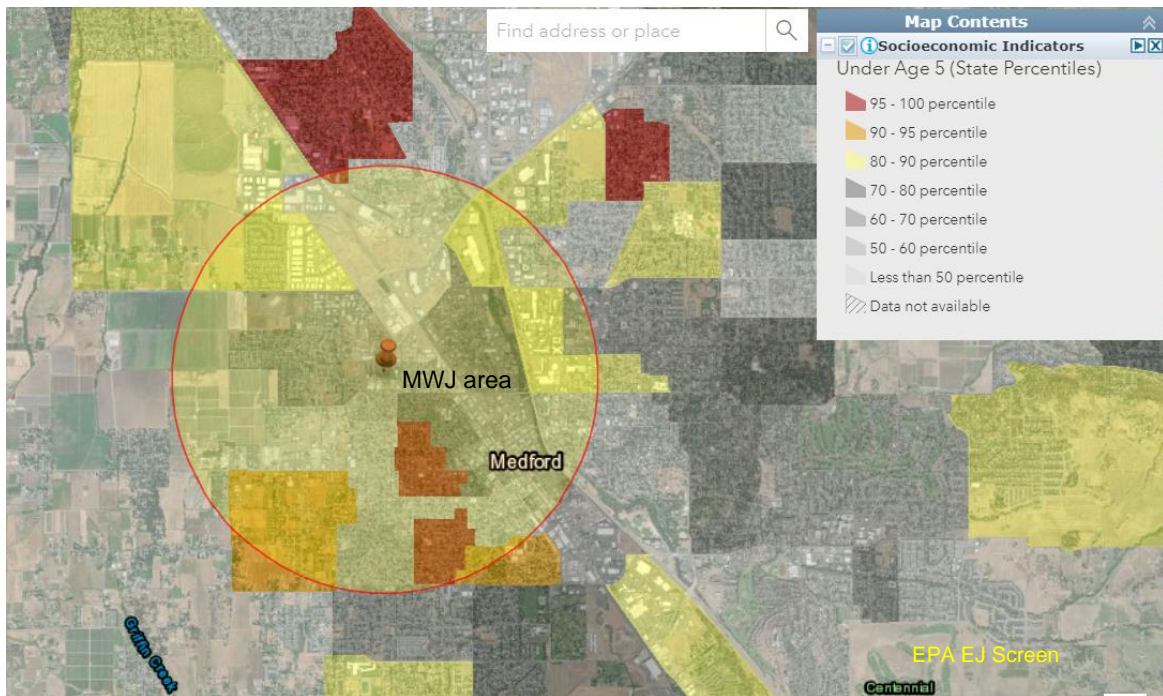 Find address or place
Map Contents
Socioeconomic Indicators
Under Age 5 (State Percentiles)
95 - 100 percentile
90 - 95 percentile
80 - 90 percentile
70 - 80 percentile
60 - 70 percentile
50 - 60 percentile
Less than 50 percentile
Data not available
MWJ area
Medford
Griffin Creek
EPA EJ Screen
Centennial